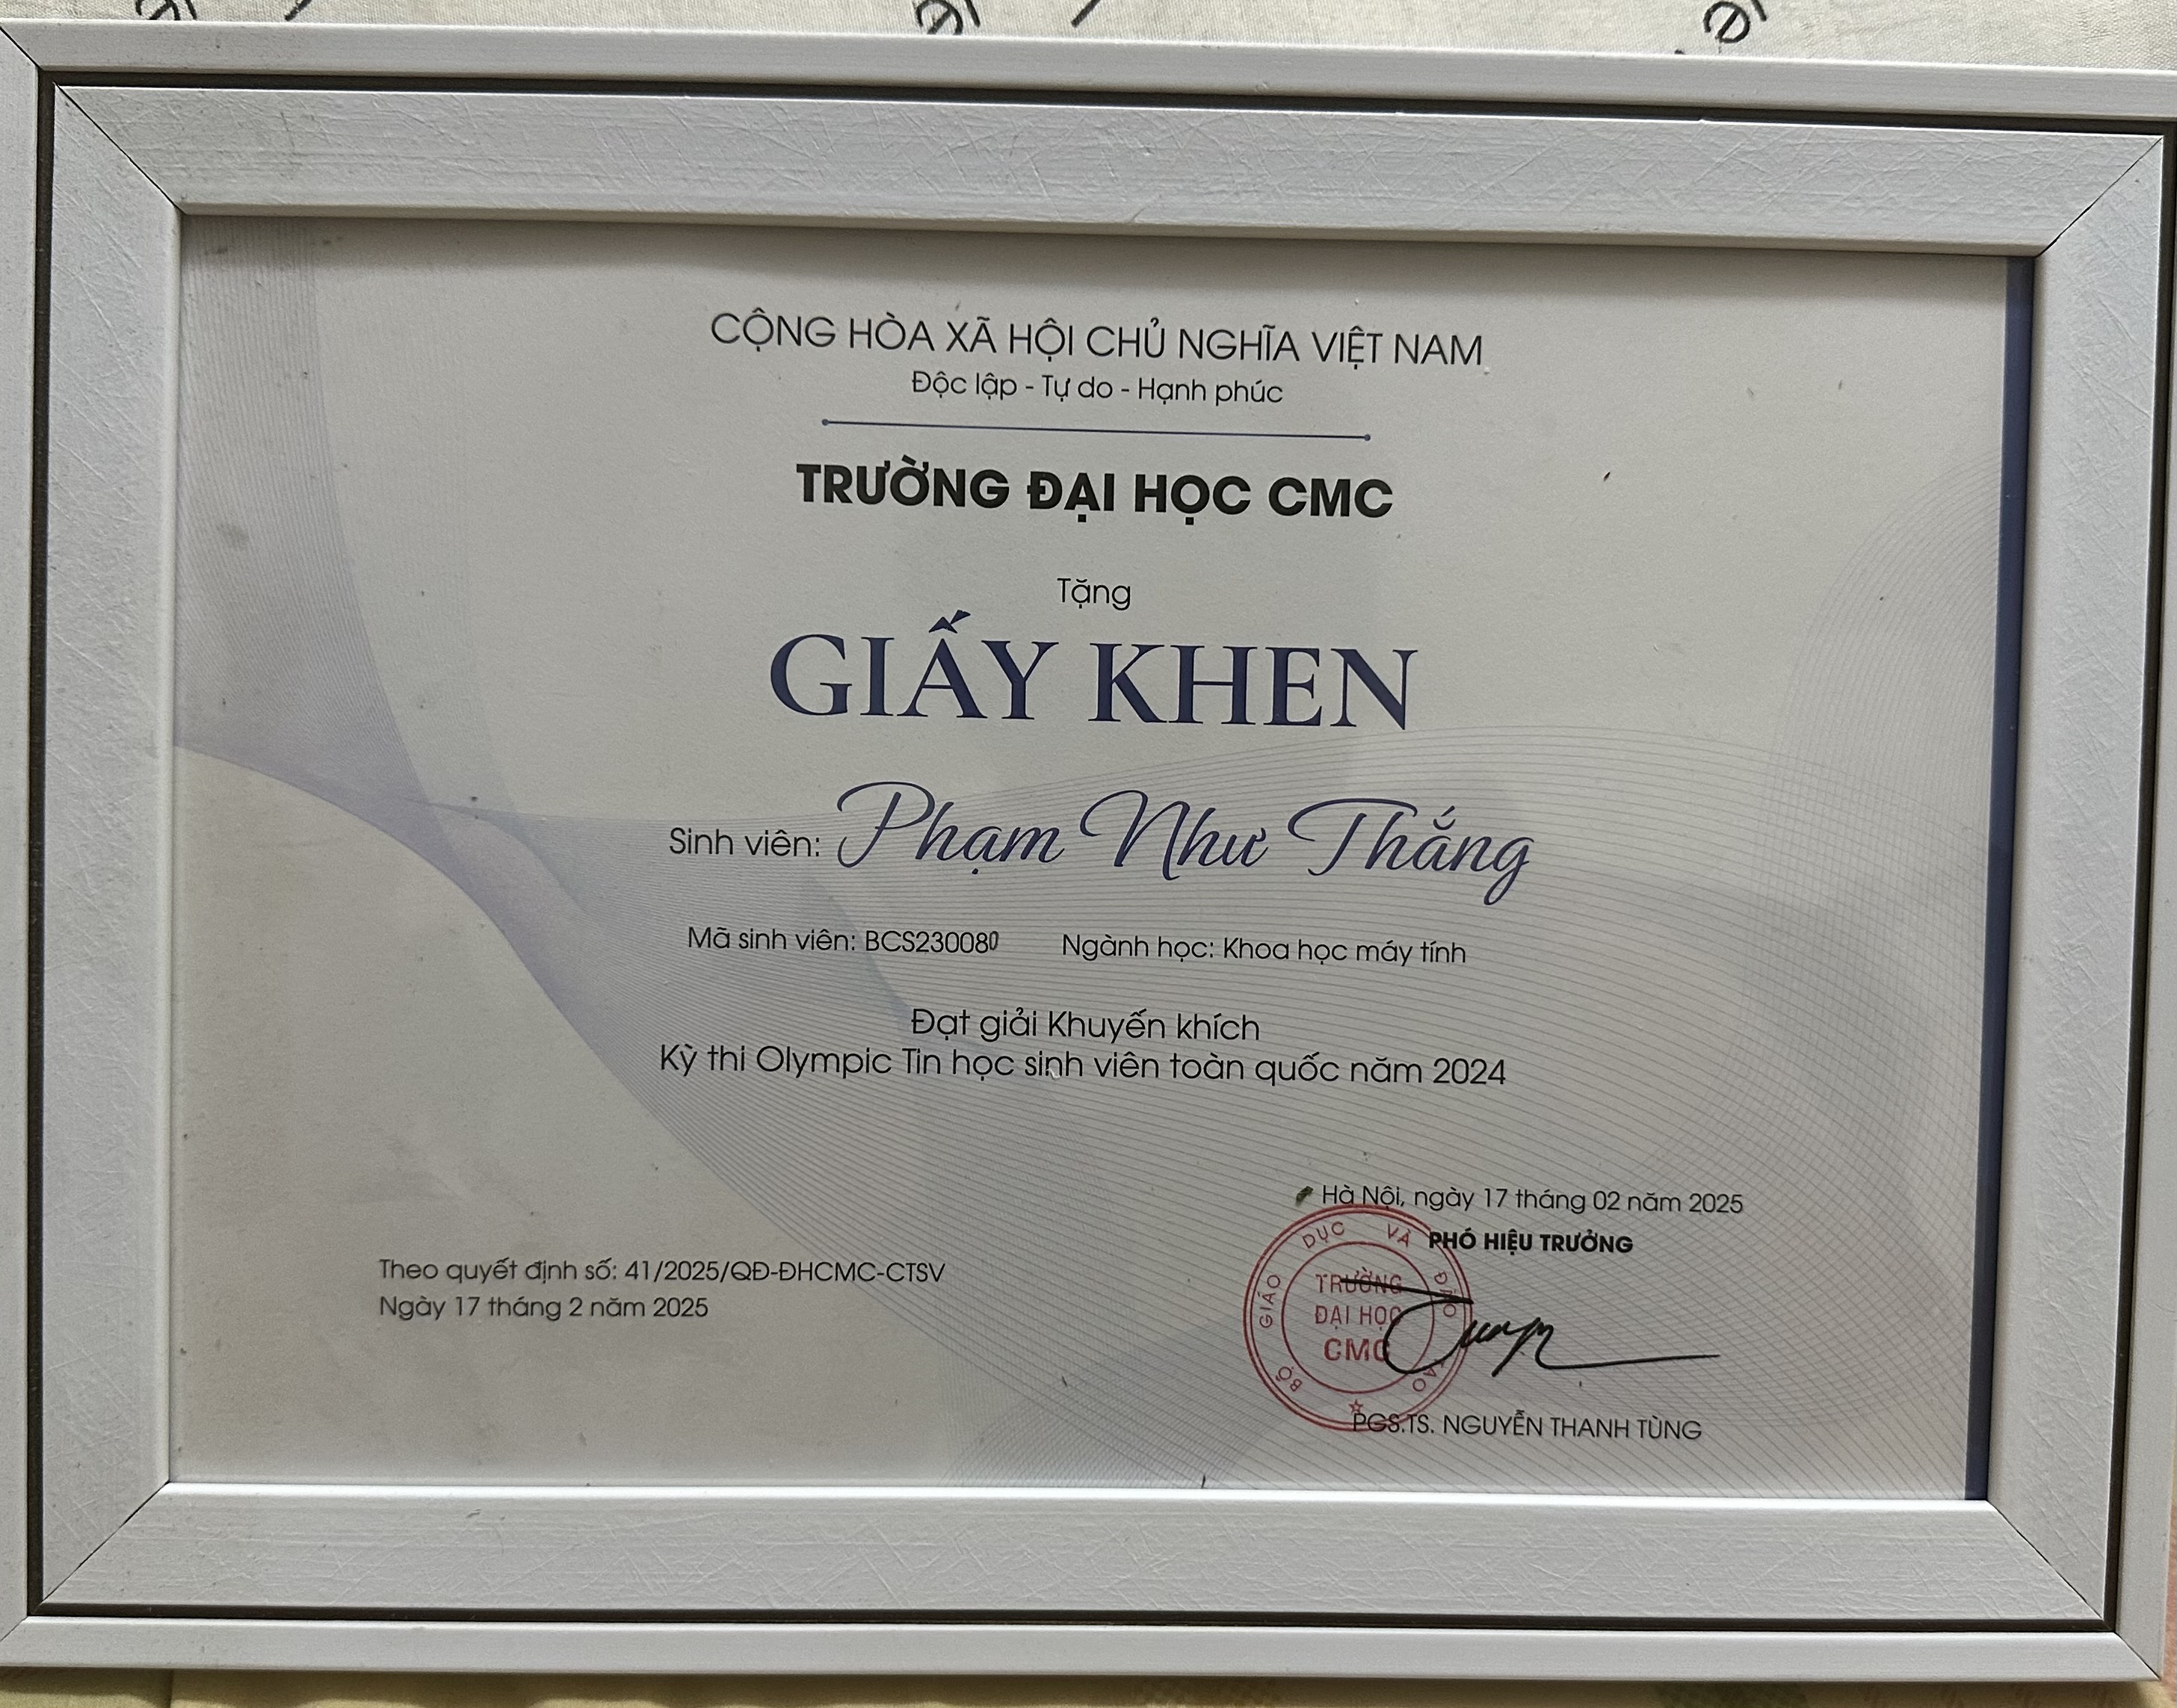 CỘNG HÒA XÃ HỘI CHỦ NGHĨA VIỆT NAM
Độc lập - Tự do - Hạnh phúc
TRƯỜNG ĐẠI HỌC CMC
Tặng
GIẤY KHEN
Sinh viên: Phạm Như Thắng
Mã sinh viên: BCS230080 Ngành học: Khoa học máy tính
Đạt giải Khuyến khích
Kỳ thi Olympic Tin học sinh viên toàn quốc năm 2024
Hà Nội, ngày 17 tháng 02 năm 2025
PHÓ HIỆU TRƯỞNG
BỘ GIÁO DỤC VÀ ĐÀO TẠO
TRƯỜNG
ĐẠI HỌC
CMC
PGS.TS. NGUYỄN THANH TÙNG
Theo quyết định số: 41/2025/QĐ-ĐHCMC-CTSV
Ngày 17 tháng 2 năm 2025